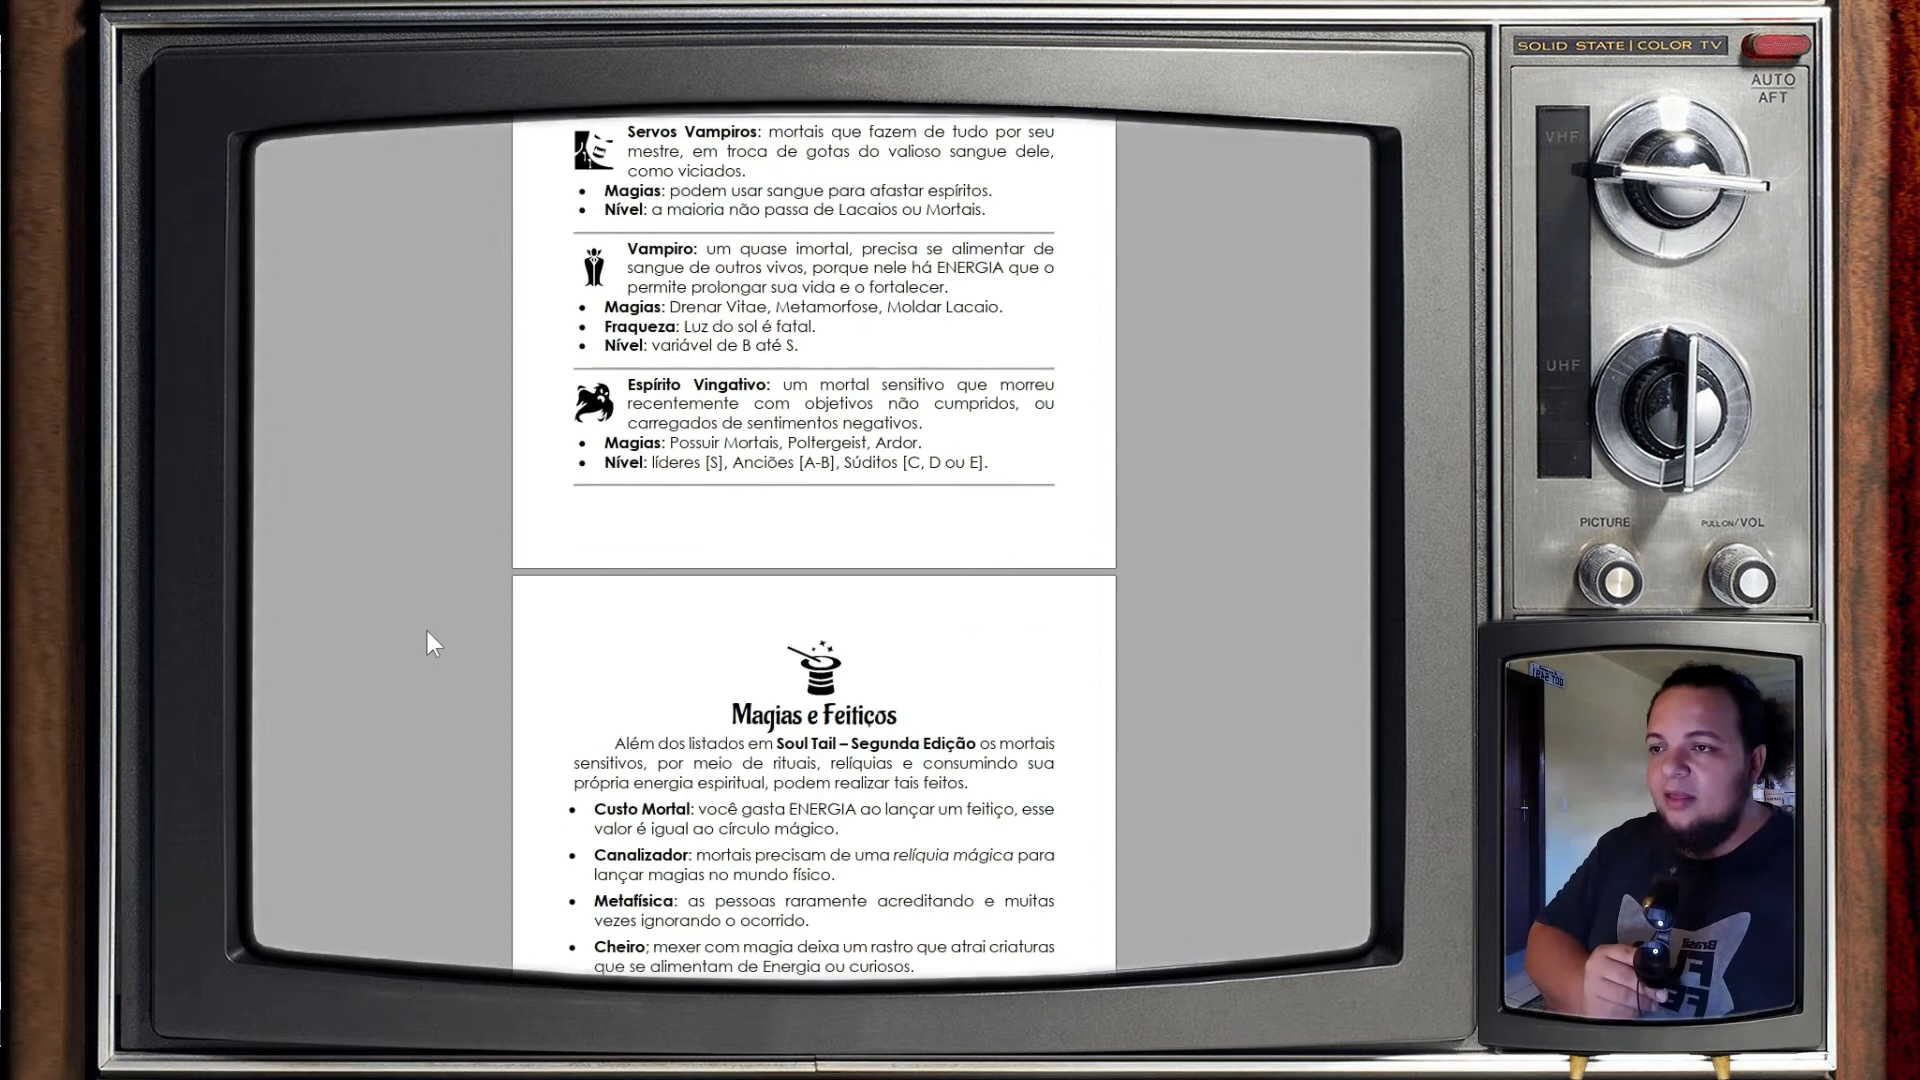 SOLID STATE | COLOR TV
AUTO
AFT
VHF
UHF
PICTURE
PULL ON/VOL
Servos Vampiros: mortais que fazem de tudo por seu
mestre, em troca de gotas do valioso sangue dele,
como viciados.
• Magias: podem usar sangue para afastar espíritos.
• Nível: a maioria não passa de Lacaios ou Mortais.
Vampiro: um quase imortal, precisa se alimentar de
sangue de outros vivos, porque nele há ENERGIA que o
permite prolongar sua vida e o fortalecer.
• Magias: Drenar Vitae, Metamorfose, Moldar Lacaio.
• Fraqueza: Luz do sol é fatal.
• Nível: variável de B até S.
Espírito Vingativo: um mortal sensitivo que morreu
recentemente com objetivos não cumpridos, ou
carregados de sentimentos negativos.
• Magias: Possuir Mortais, Poltergeist, Ardor.
• Nível: líderes [S], Anciões [A-B], Súditos [C, D ou E].
Magias e Feitiços
Além dos listados em Soul Tail – Segunda Edição os mortais
sensitivos, por meio de rituais, relíquias e consumindo sua
própria energia espiritual, podem realizar tais feitos.
• Custo Mortal: você gasta ENERGIA ao lançar um feitiço, esse
valor é igual ao círculo mágico.
• Canalizador: mortais precisam de uma relíquia mágica para
lançar magias no mundo físico.
• Metafísica: as pessoas raramente acreditando e muitas
vezes ignorando o ocorrido.
• Cheiro; mexer com magia deixa um rastro que atrai criaturas
que se alimentam de Energia ou curiosos.
Brasil